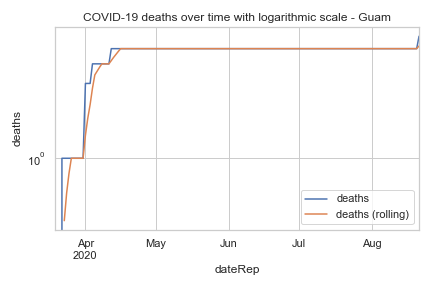 COVID-19 deaths over time with logarithmic scale - Guam
deaths
10⁰
deaths
deaths (rolling)
Apr May Jun Jul Aug
2020
dateRep